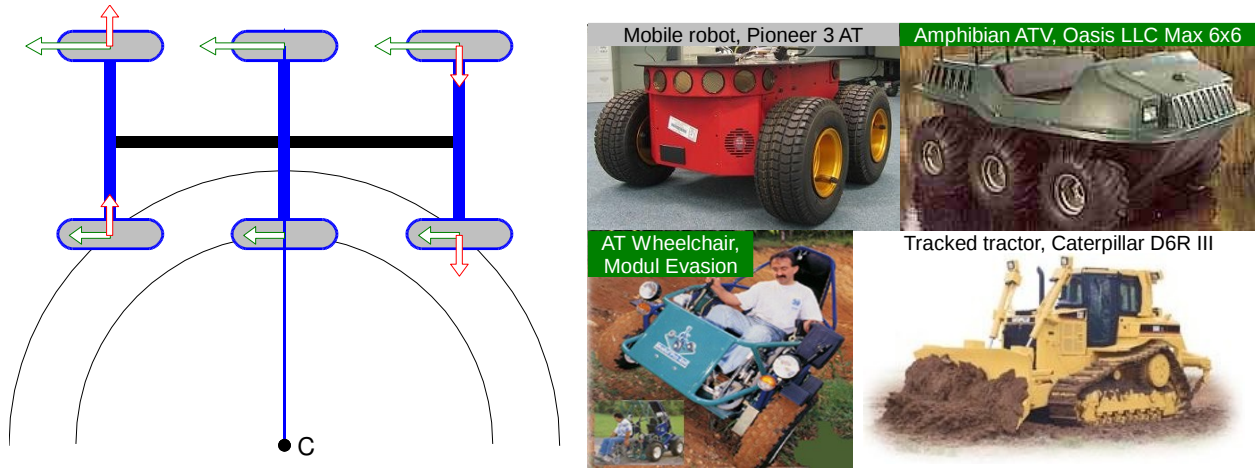 C
Mobile robot, Pioneer 3 AT
Amphibian ATV, Oasis LLC Max 6x6
AT Wheelchair,
Modul Evasion
Tracked tractor, Caterpillar D6R III